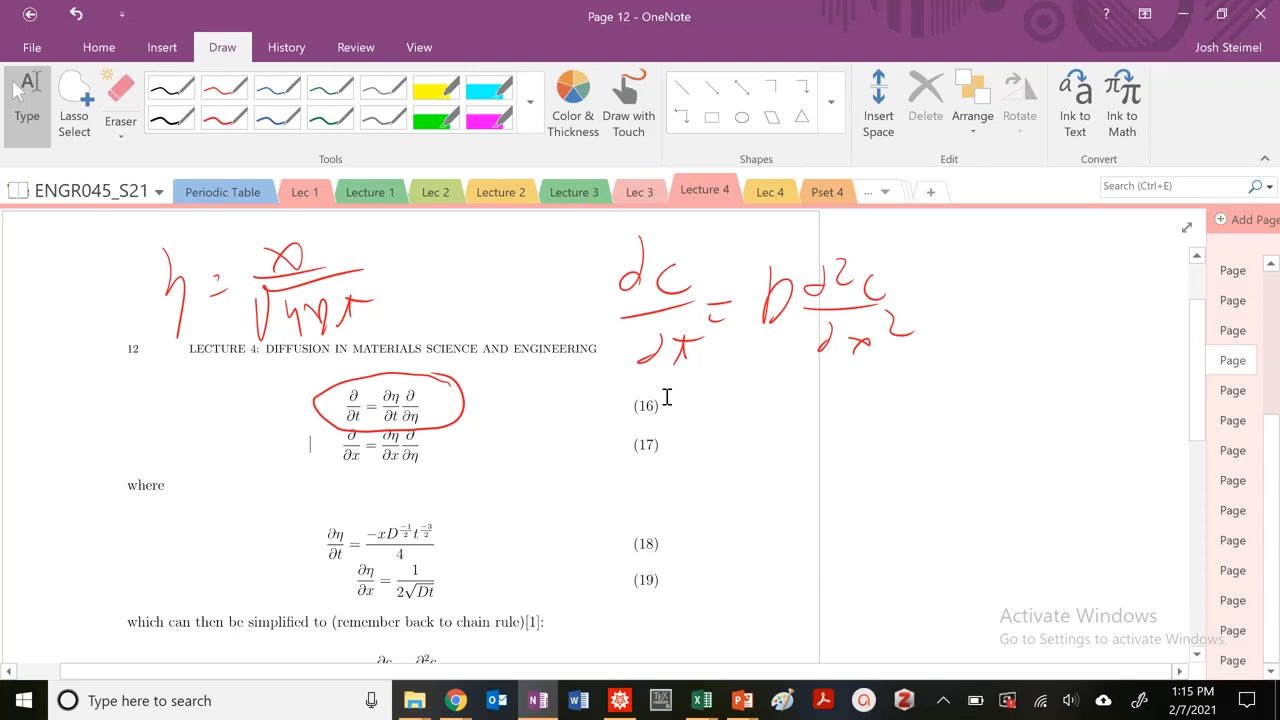 Page 12 - OneNote
?
File Home Insert Draw History Review View Josh Steimel
Type Lasso Select Eraser Color & Thickness Draw with Touch Insert Space Delete Arrange Rotate Ink to Text Ink to Math
Tools Shapes Edit Convert
ENGR045_S21 Periodic Table Lec 1 Lecture 1 Lec 2 Lecture 2 Lecture 3 Lec 3 Lecture 4 Lec 4 Pset 4 ... + Search (Ctrl+E)
+ Add Page
η = x / √4Dt
dc/dt = D d²c/dx²
12 LECTURE 4: DIFFUSION IN MATERIALS SCIENCE AND ENGINEERING
∂/∂t = ∂η/∂t ∂/∂η (16)
∂/∂x = ∂η/∂x ∂/∂η (17)
where
∂η/∂t = −xD^(−1/2) t^(−3/2) / 4 (18)
∂η/∂x = 1 / 2√Dt (19)
which can then be simplified to (remember back to chain rule)[1]:
Page
Page
Page
Page
Page
Page
Page
Page
Page
Page
Page
Page
Page
Page
Activate Windows
Go to Settings to activate Windows.
Type here to search
1:15 PM
2/7/2021